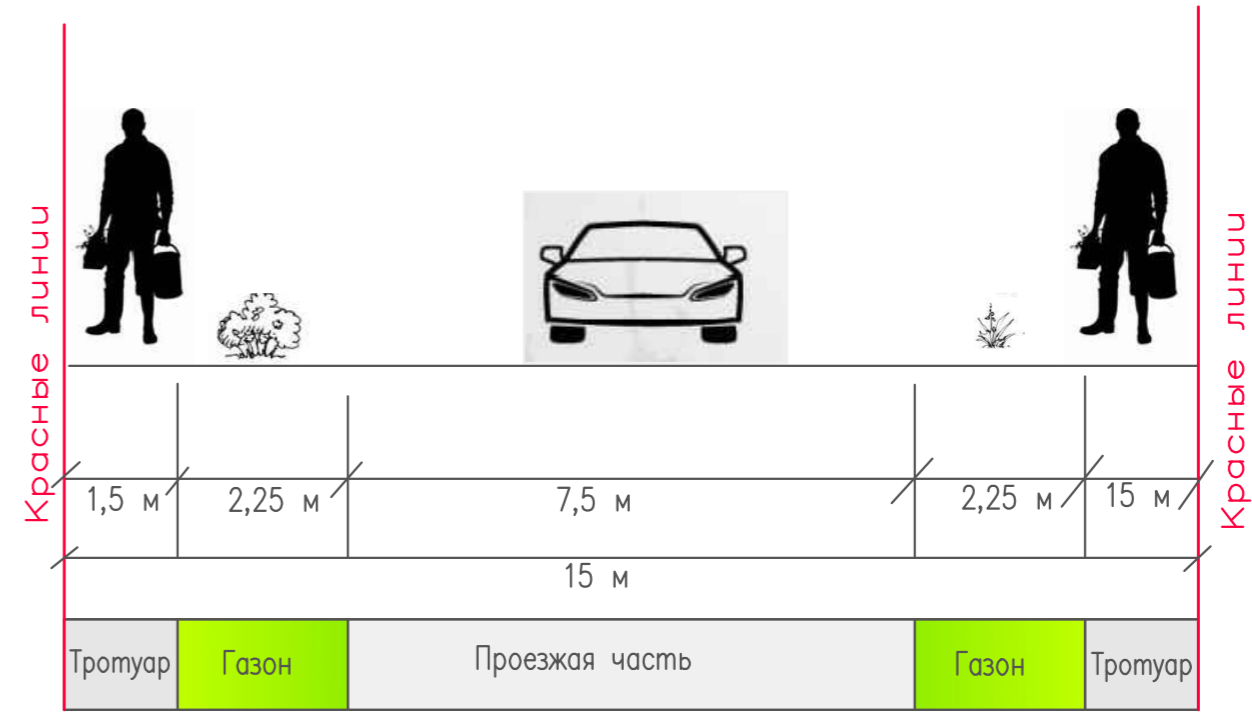 Красные линии
Красные линии
1,5 м
2,25 м
7,5 м
2,25 м
15 м
15 м
Тротуар
Газон
Проезжая часть
Газон
Тротуар